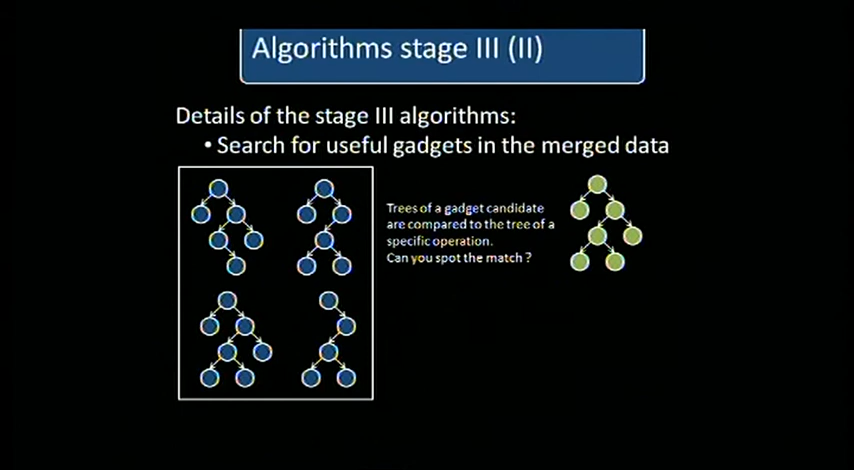 Algorithms stage III (II)
Details of the stage III algorithms:
• Search for useful gadgets in the merged data
Trees of a gadget candidate
are compared to the tree of a
specific operation.
Can you spot the match ?